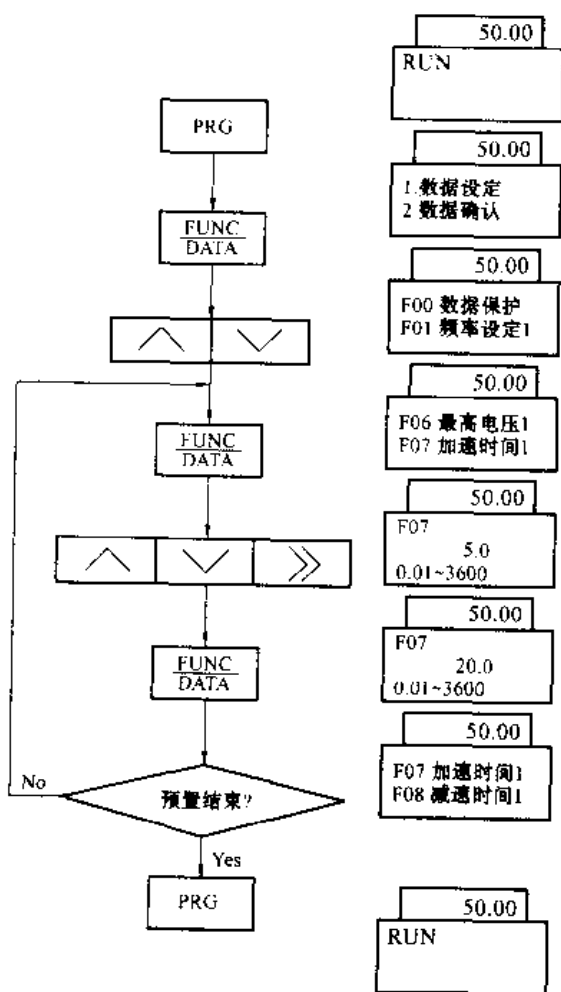 50.00
RUN
PRG
50.00
1.数据设定
2 数据确认
FUNC
DATA
50.00
F00 数据保护
F01 频率设定1
50.00
F06 最高电压1
F07 加速时间1
FUNC
DATA
50.00
F07
5.0
0.01~3600
50.00
F07
20.0
0.01~3600
FUNC
DATA
50.00
F07 加速时间1
F08 减速时间1
No
预置结束?
Yes
PRG
50.00
RUN